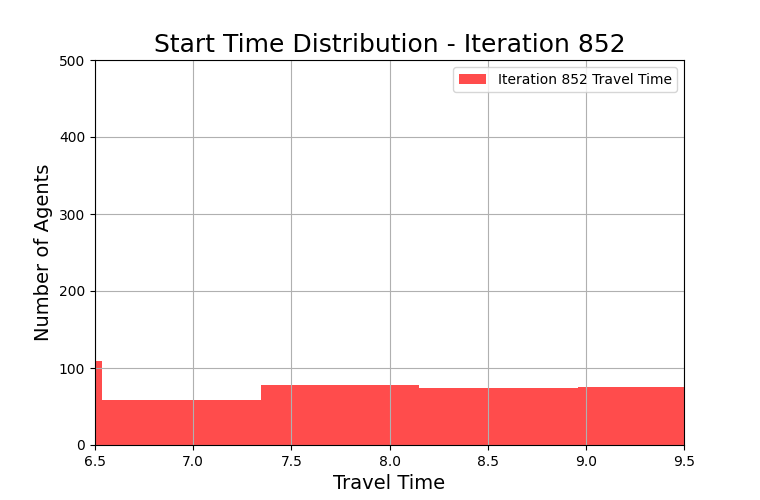 Start Time Distribution - Iteration 852
Iteration 852 Travel Time
Number of Agents
500
400
300
200
100
0
6.5 7.0 7.5 8.0 8.5 9.0 9.5
Travel Time